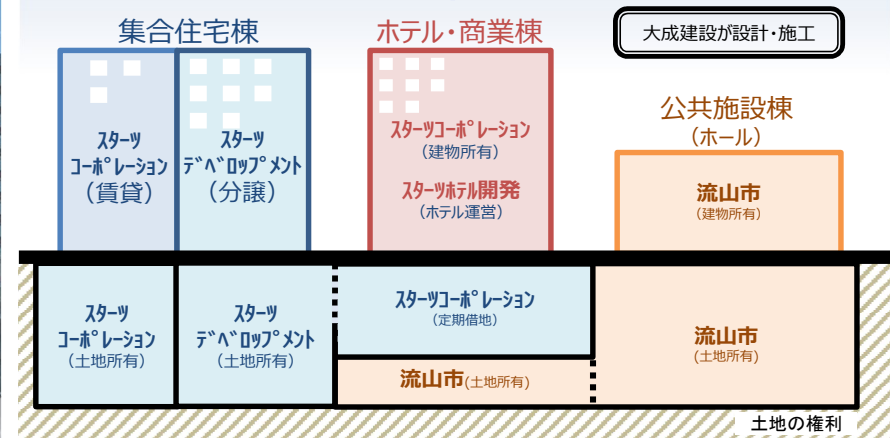 集合住宅棟
ホテル・商業棟
大成建設が設計・施工
公共施設棟
(ホール)
スターツ
コーポレーション
(賃貸)
スターツ
デベロップメント
(分譲)
スターツコーポレーション
(建物所有)
スターツホテル開発
(ホテル運営)
流山市
(建物所有)
スターツ
コーポレーション
(土地所有)
スターツ
デベロップメント
(土地所有)
スターツコーポレーション
(定期借地)
流山市(土地所有)
流山市
(土地所有)
土地の権利